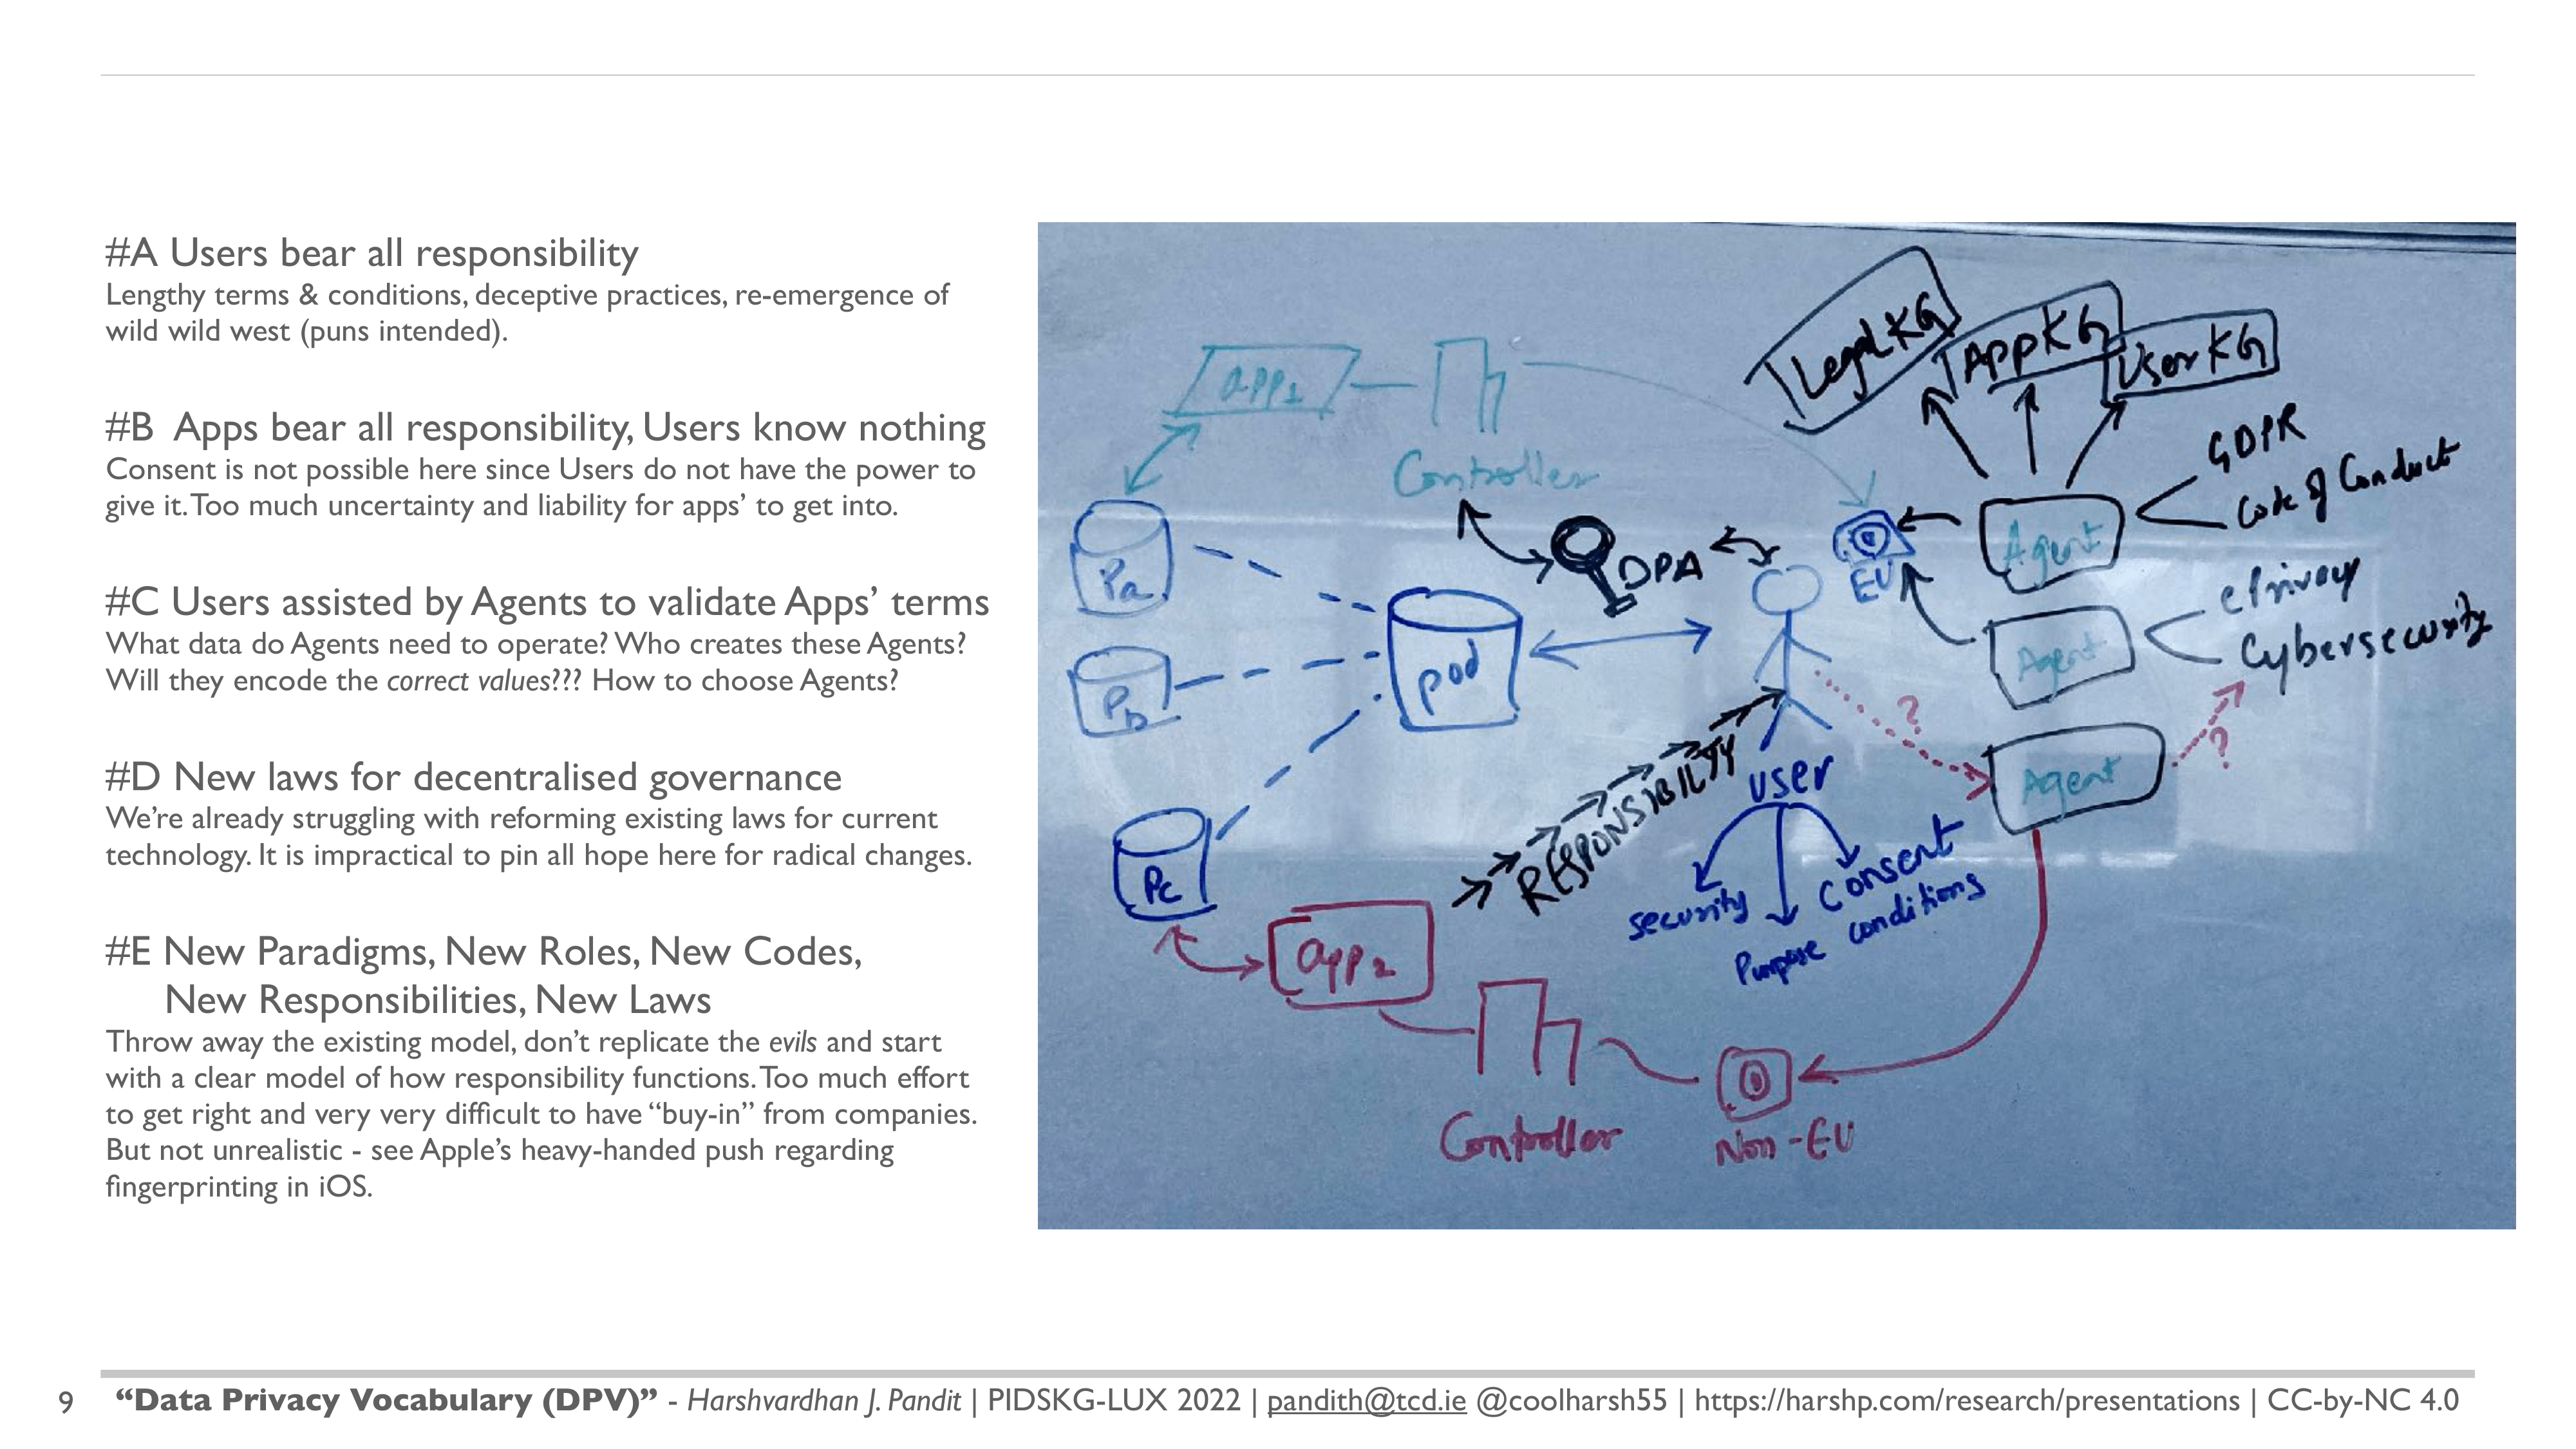 #A Users bear all responsibility
Lengthy terms & conditions, deceptive practices, re-emergence of
wild wild west (puns intended).
#B Apps bear all responsibility, Users know nothing
Consent is not possible here since Users do not have the power to
give it. Too much uncertainty and liability for apps’ to get into.
#C Users assisted by Agents to validate Apps’ terms
What data do Agents need to operate? Who creates these Agents?
Will they encode the correct values??? How to choose Agents?
#D New laws for decentralised governance
We’re already struggling with reforming existing laws for current
technology. It is impractical to pin all hope here for radical changes.
#E New Paradigms, New Roles, New Codes,
New Responsibilities, New Laws
Throw away the existing model, don’t replicate the evils and start
with a clear model of how responsibility functions. Too much effort
to get right and very very difficult to have “buy-in” from companies.
But not unrealistic - see Apple’s heavy-handed push regarding
fingerprinting in iOS.
Legal KG
App KG
User KG
app1
Controller
GDPR
Code of Conduct
Agent
DPA
EU
Pa
ePrivacy
Cybersecurity
Agent
pod
Pb
?
?
Agent
RESPONSIBILITY
user
Pc
security
Consent
Purpose conditions
app2
Controller
Non-EU
9 “Data Privacy Vocabulary (DPV)” - Harshvardhan J. Pandit | PIDSKG-LUX 2022 | pandith@tcd.ie @coolharsh55 | https://harshp.com/research/presentations | CC-by-NC 4.0